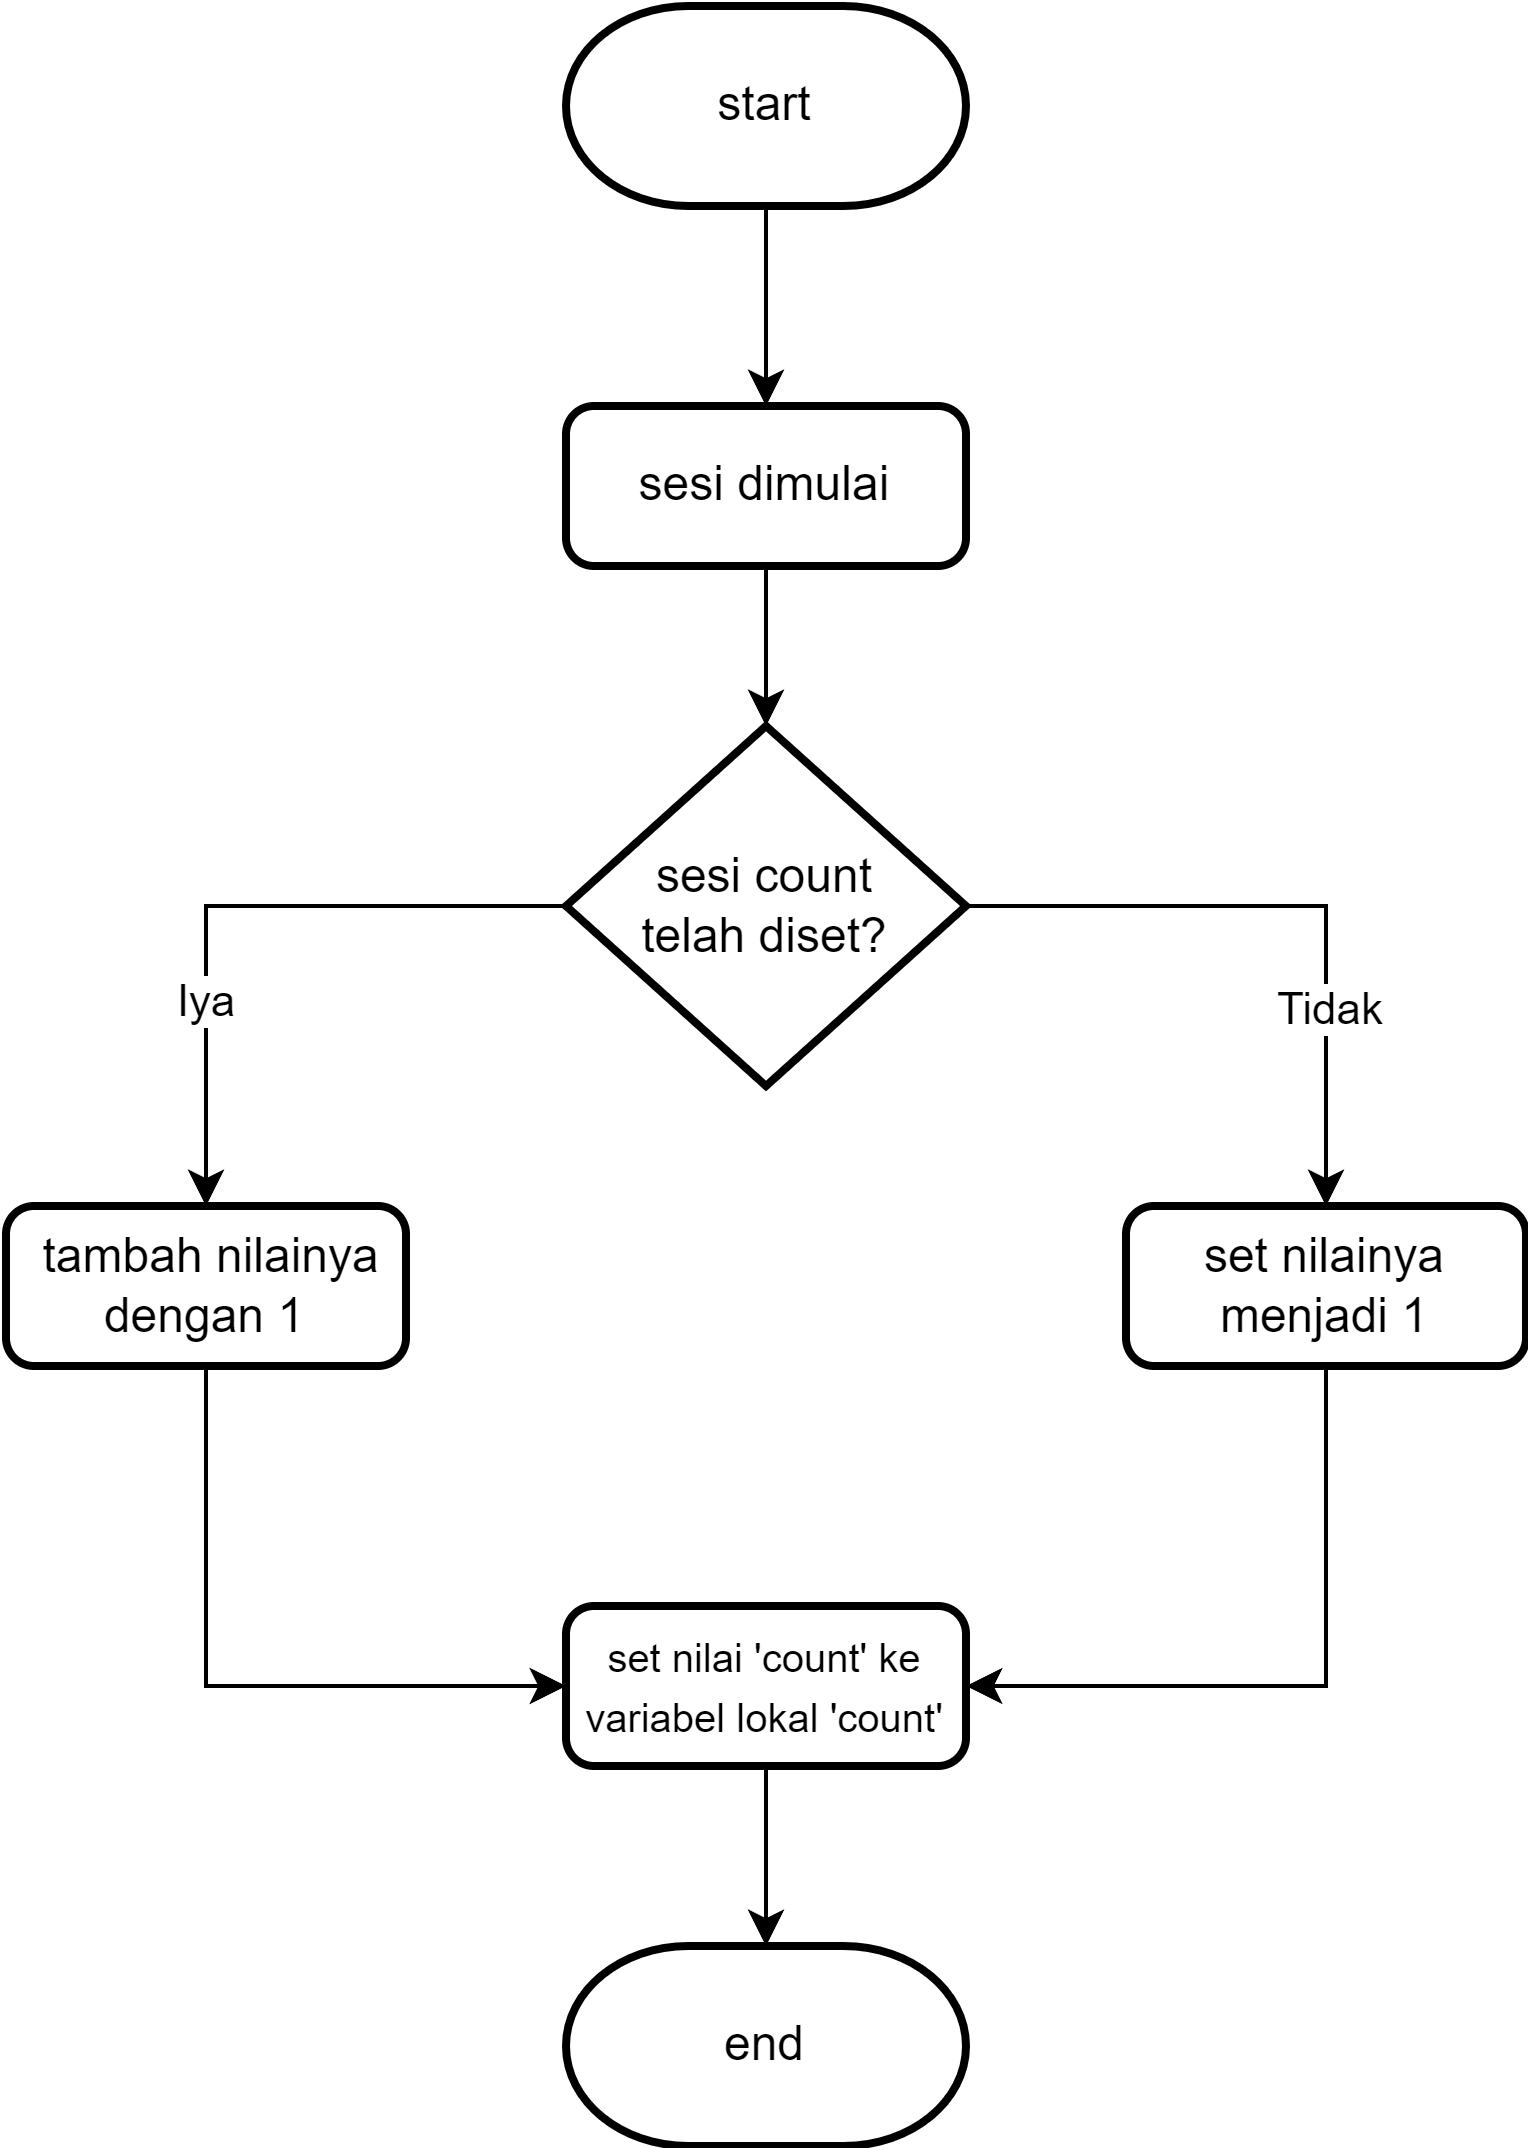 start
sesi dimulai
sesi count
telah diset?
Iya
Tidak
tambah nilainya
dengan 1
set nilainya
menjadi 1
set nilai 'count' ke
variabel lokal 'count'
end